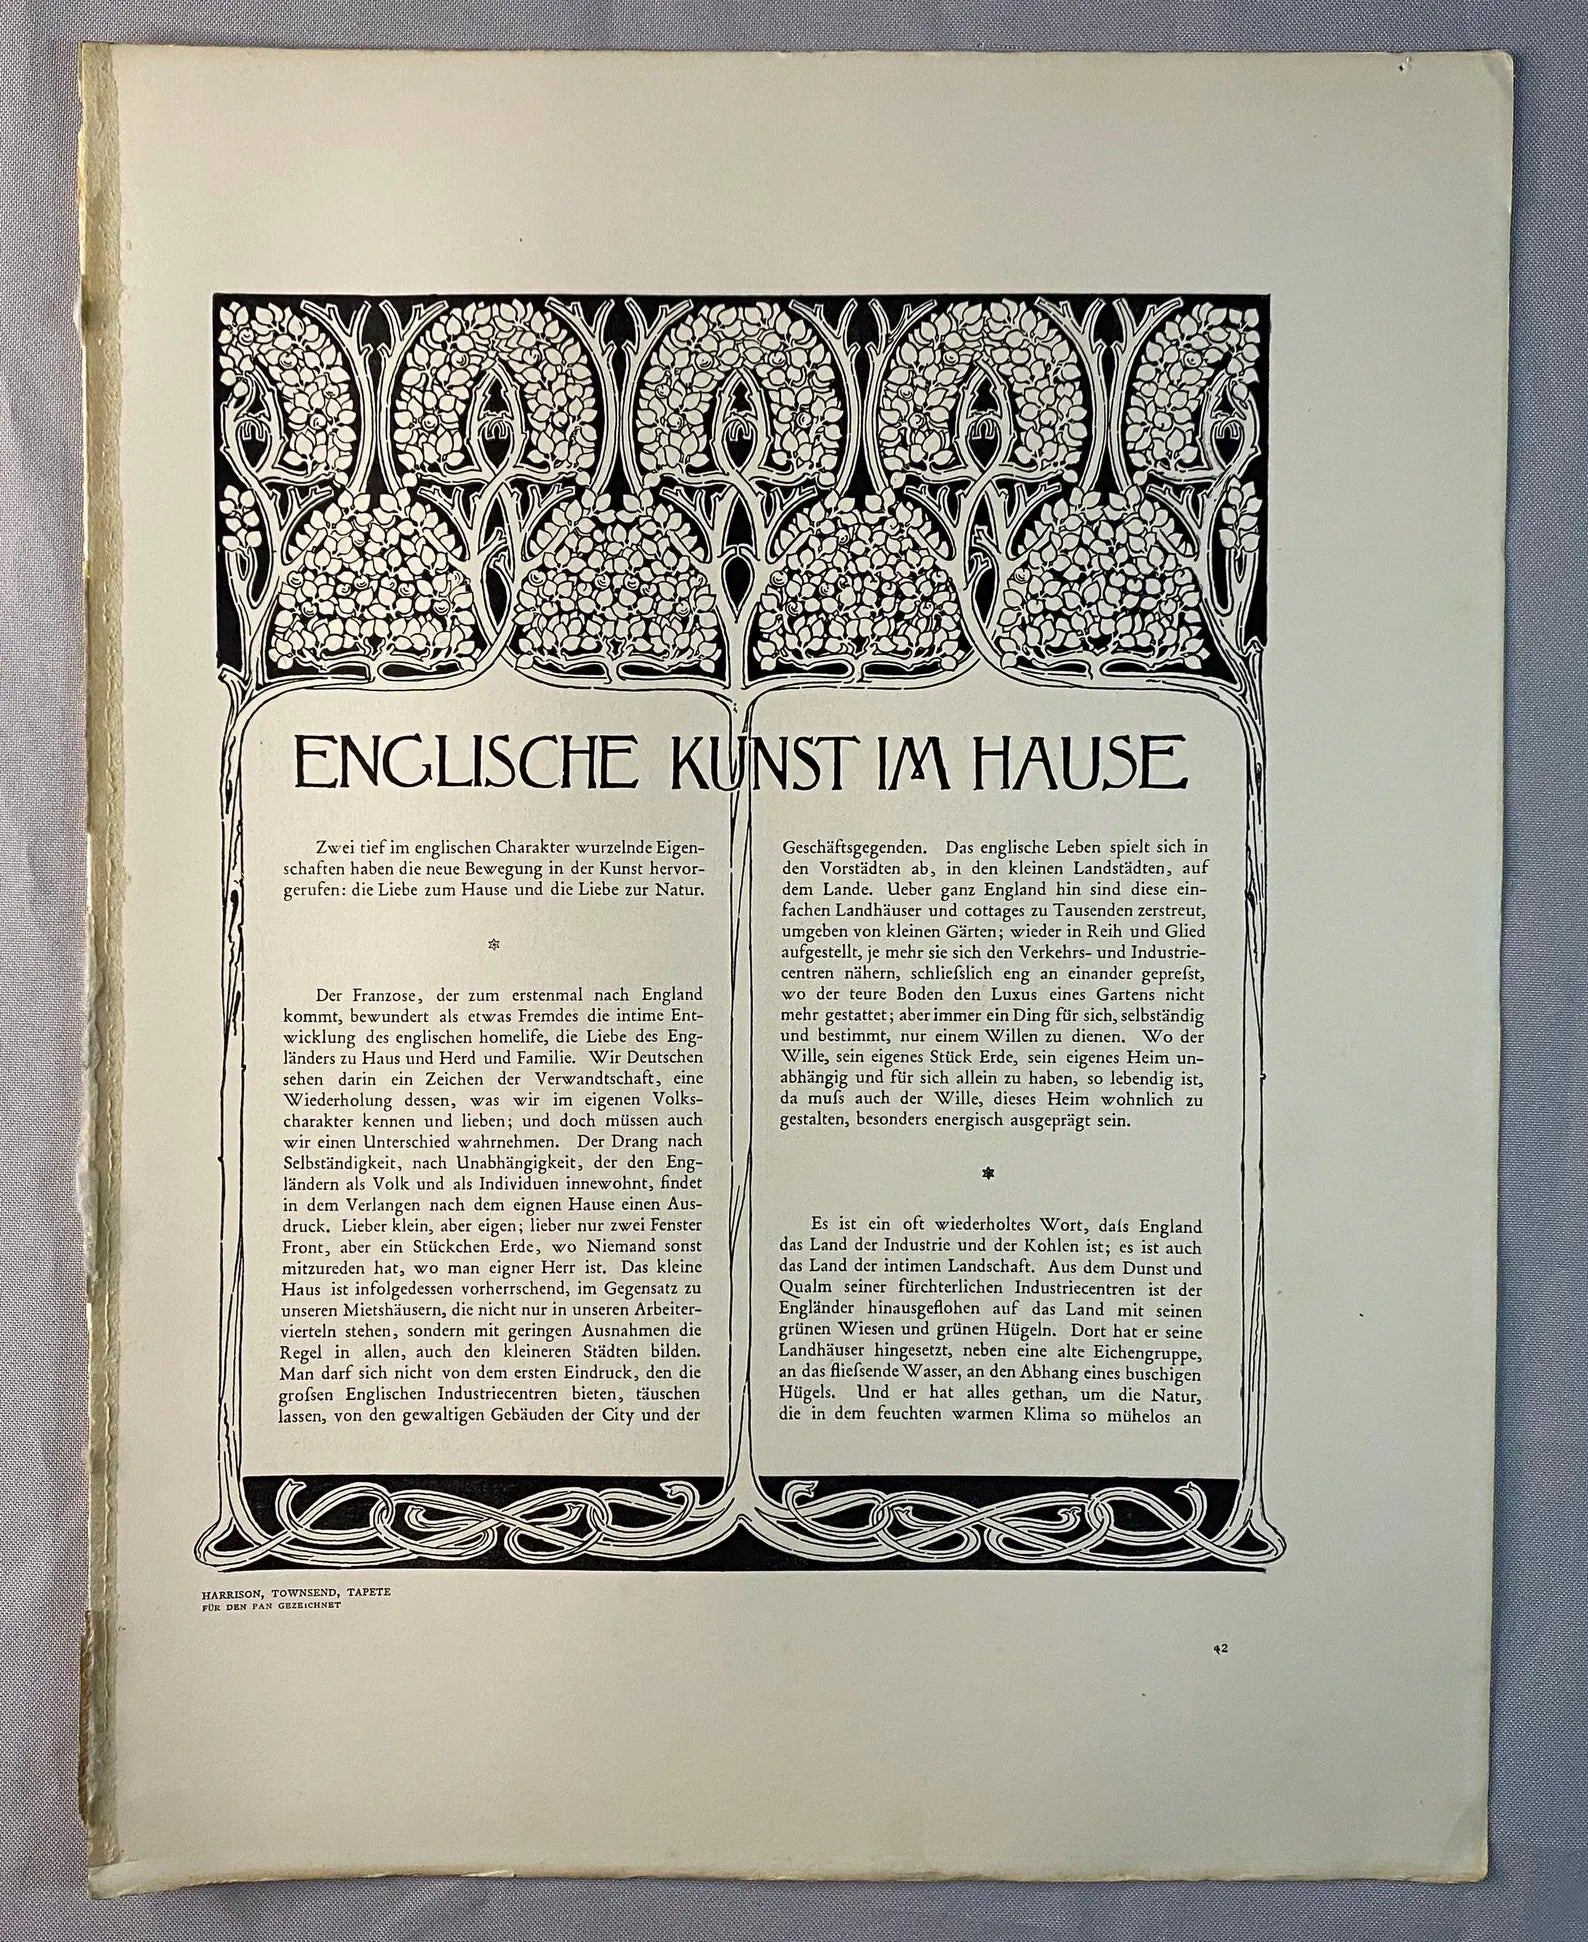 ENGLISCHE KUNST IM HAUSE
Zwei tief im englischen Charakter wurzelnde Eigen-
schaften haben die neue Bewegung in der Kunst hervor-
gerufen: die Liebe zum Hause und die Liebe zur Natur.
Der Franzose, der zum erstenmal nach England
kommt, bewundert als etwas Fremdes die intime Ent-
wicklung des englischen homelife, die Liebe des Eng-
länders zu Haus und Herd und Familie. Wir Deutschen
sehen darin ein Zeichen der Verwandtschaft, eine
Wiederholung dessen, was wir im eigenen Volks-
charakter kennen und lieben; und doch müssen auch
wir einen Unterschied wahrnehmen. Der Drang nach
Selbständigkeit, nach Unabhängigkeit, der den Eng-
ländern als Volk und als Individuen innewohnt, findet
in dem Verlangen nach dem eignen Hause einen Aus-
druck. Lieber klein, aber eigen; lieber nur zwei Fenster
Front, aber ein Stückchen Erde, wo Niemand sonst
mitzureden hat, wo man eigner Herr ist. Das kleine
Haus ist infolgedessen vorherrschend, im Gegensatz zu
unseren Mietshäusern, die nicht nur in unseren Arbeiter-
vierteln stehen, sondern mit geringen Ausnahmen die
Regel in allen, auch den kleineren Städten bilden.
Man darf sich nicht von dem ersten Eindruck, den die
groſsen Englischen Industriecentren bieten, täuschen
lassen, von den gewaltigen Gebäuden der City und der
Geschäftsgegenden. Das englische Leben spielt sich in
den Vorstädten ab, in den kleinen Landstädten, auf
dem Lande. Ueber ganz England hin sind diese ein-
fachen Landhäuser und cottages zu Tausenden zerstreut,
umgeben von kleinen Gärten; wieder in Reih und Glied
aufgestellt, je mehr sie sich den Verkehrs- und Industrie-
centren nähern, schlieſslich eng an einander gepreſst,
wo der teure Boden den Luxus eines Gartens nicht
mehr gestattet; aber immer ein Ding für sich, selbständig
und bestimmt, nur einem Willen zu dienen. Wo der
Wille, sein eigenes Stück Erde, sein eigenes Heim un-
abhängig und für sich allein zu haben, so lebendig ist,
da muſs auch der Wille, dieses Heim wohnlich zu
gestalten, besonders energisch ausgeprägt sein.
Es ist ein oft wiederholtes Wort, daſs England
das Land der Industrie und der Kohlen ist; es ist auch
das Land der intimen Landschaft. Aus dem Dunst und
Qualm seiner fürchterlichen Industriecentren ist der
Engländer hinausgeflohen auf das Land mit seinen
grünen Wiesen und grünen Hügeln. Dort hat er seine
Landhäuser hingesetzt, neben eine alte Eichengruppe,
an das flieſsende Wasser, an den Abhang eines buschigen
Hügels. Und er hat alles gethan, um die Natur,
die in dem feuchten warmen Klima so mühelos an
HARRISON, TOWNSEND, TAPETE
FÜR DEN PAN GEZEICHNET
42